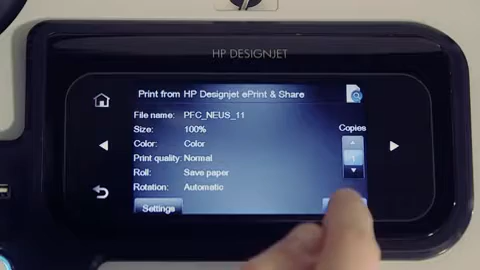 HP DESIGNJET
Print from HP Designjet ePrint & Share
File name: PFC_NEUS_11
Size: 100%
Copies
Color: Color
Print quality: Normal
1
Roll: Save paper
Rotation: Automatic
Settings